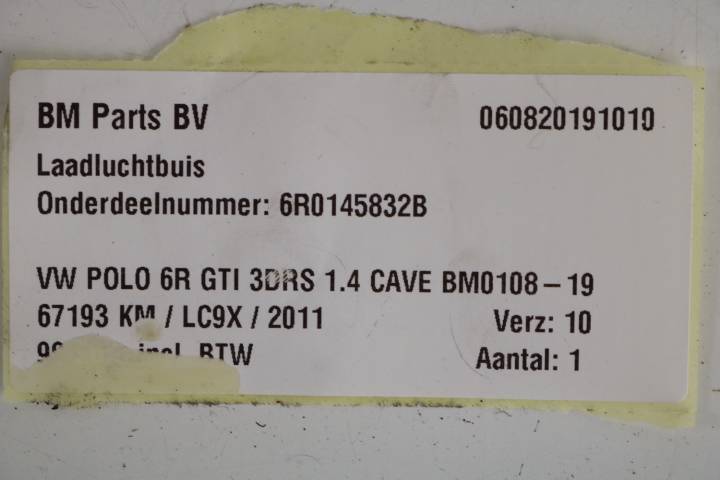 BM Parts BV 060820191010
Laadluchtbuis
Onderdeelnummer: 6R0145832B
VW POLO 6R GTI 3DRS 1.4 CAVE BM0108-19
67193 KM / LC9X / 2011 Verz: 10
incl. BTW Aantal: 1